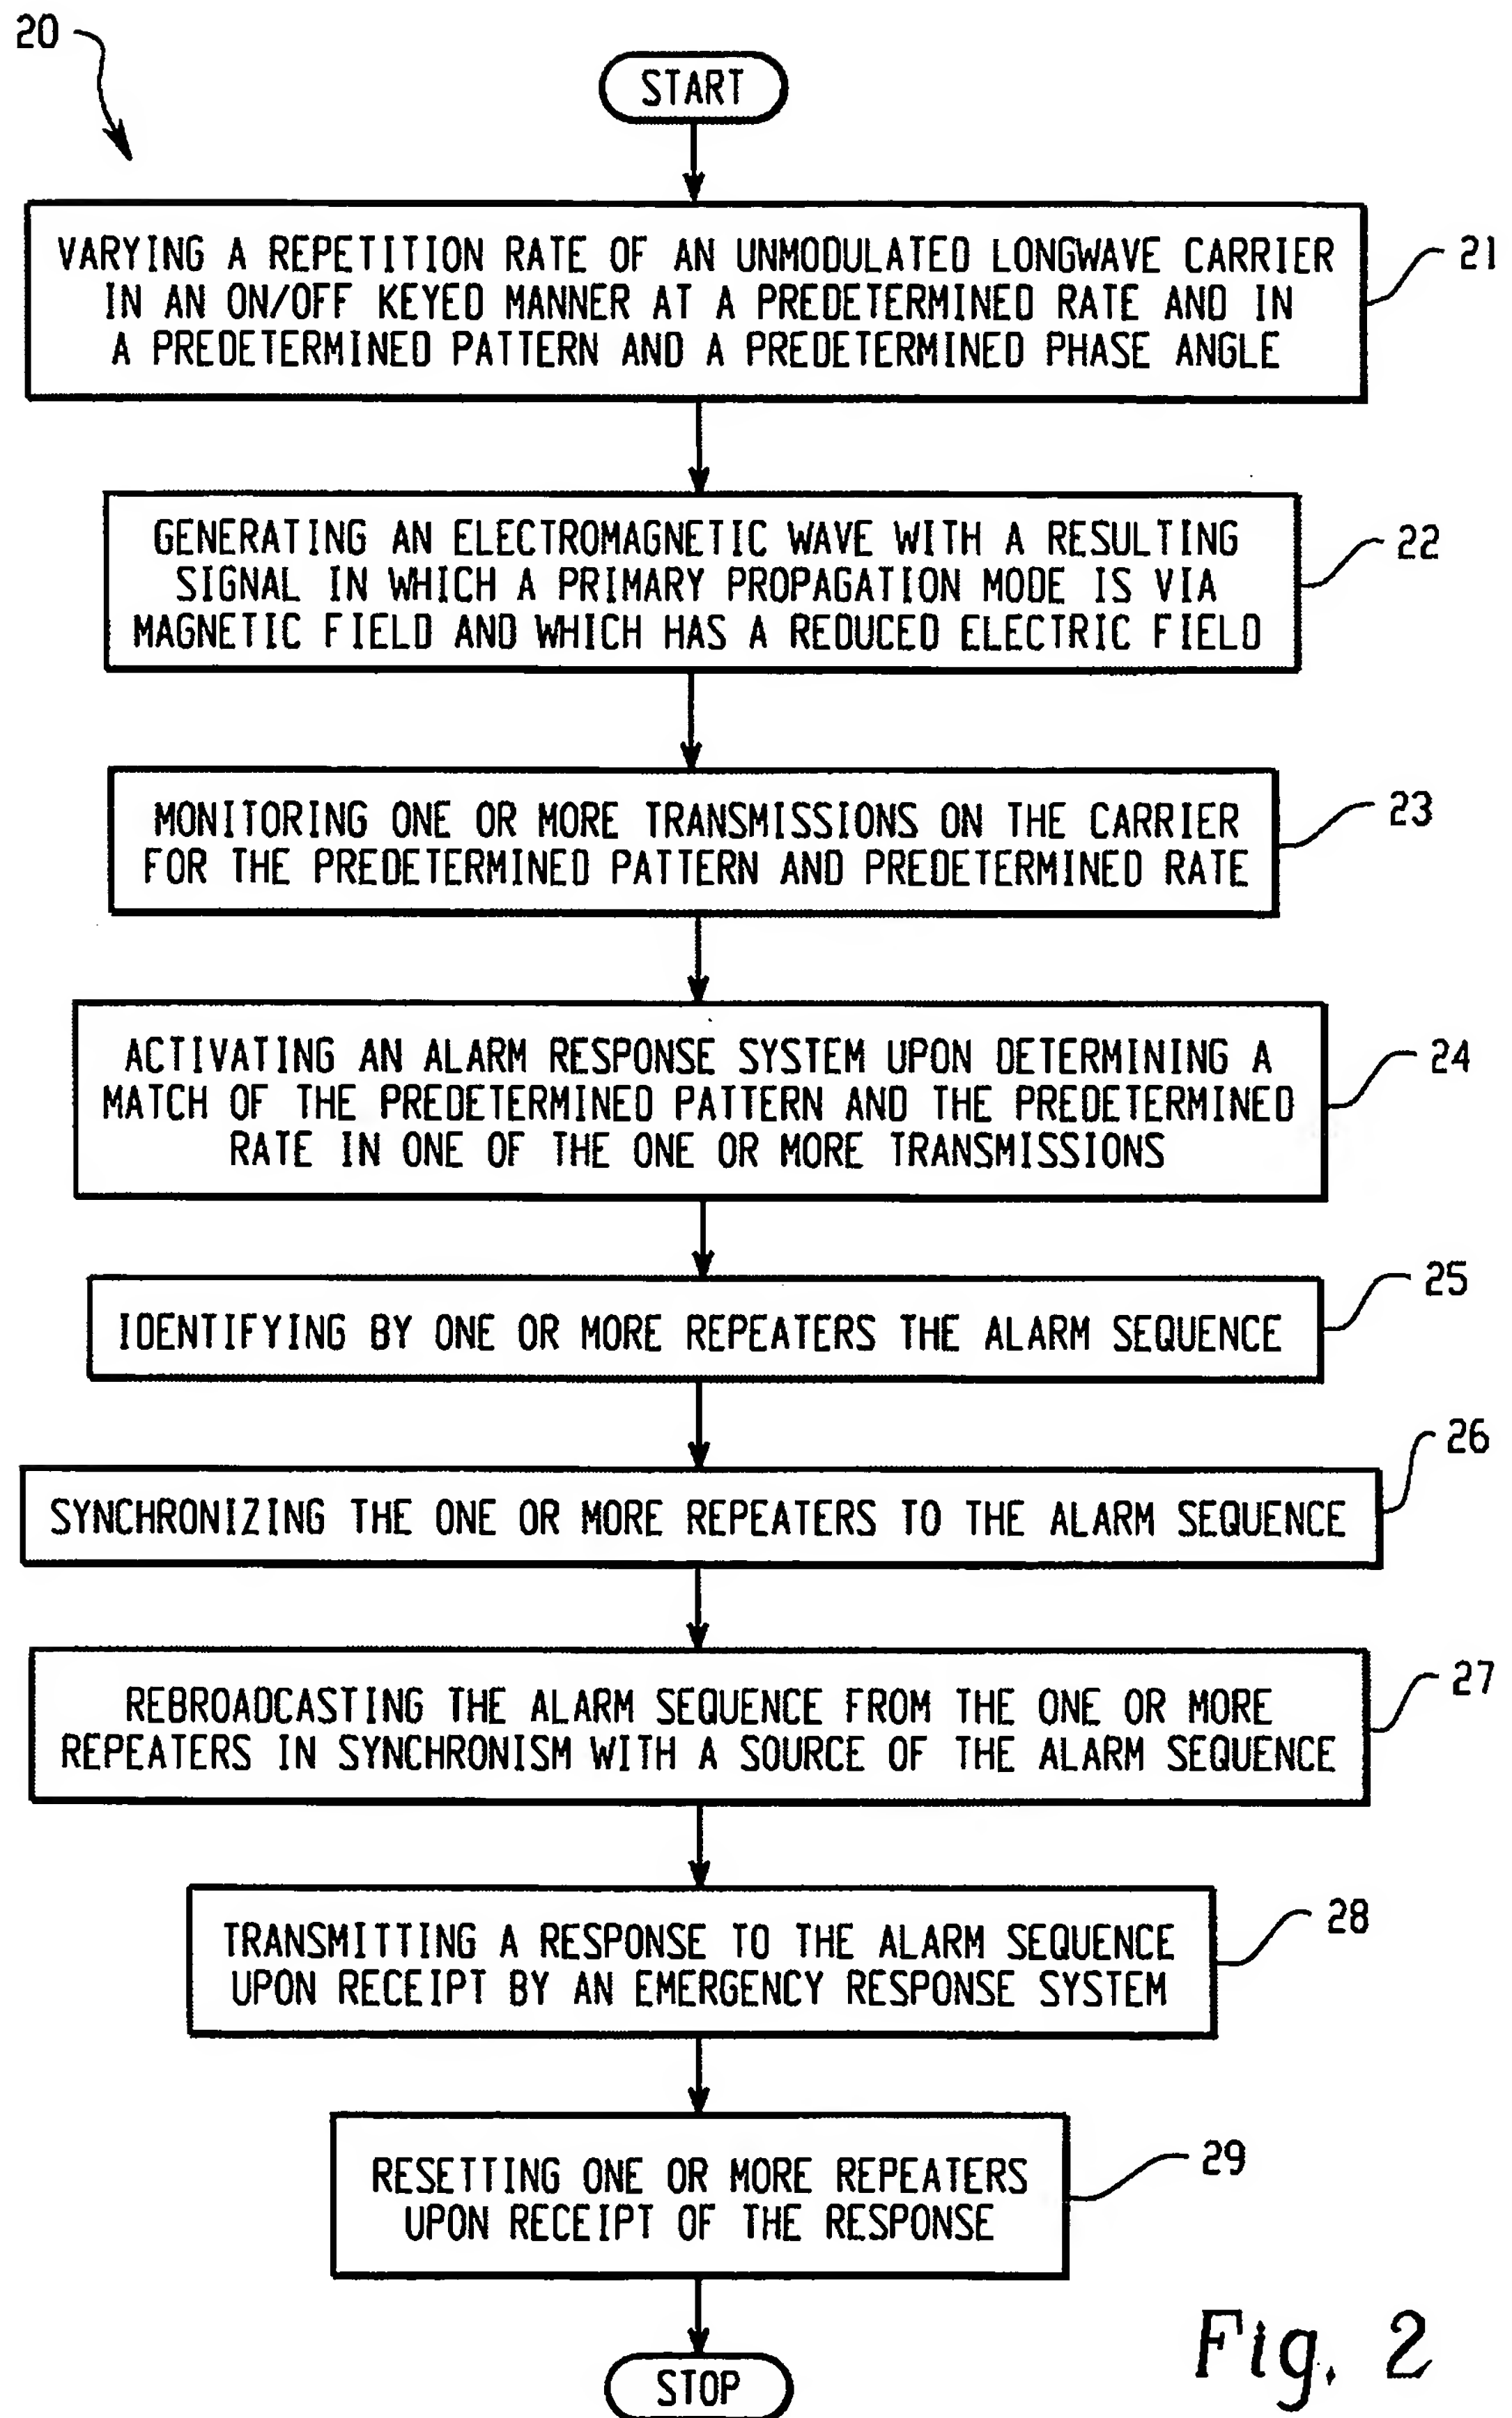 20
START
VARYING A REPETITION RATE OF AN UNMODULATED LONGWAVE CARRIER
IN AN ON/OFF KEYED MANNER AT A PREDETERMINED RATE AND IN
A PREDETERMINED PATTERN AND A PREDETERMINED PHASE ANGLE
21
GENERATING AN ELECTROMAGNETIC WAVE WITH A RESULTING
SIGNAL IN WHICH A PRIMARY PROPAGATION MODE IS VIA
MAGNETIC FIELD AND WHICH HAS A REDUCED ELECTRIC FIELD
22
MONITORING ONE OR MORE TRANSMISSIONS ON THE CARRIER
FOR THE PREDETERMINED PATTERN AND PREDETERMINED RATE
23
ACTIVATING AN ALARM RESPONSE SYSTEM UPON DETERMINING A
MATCH OF THE PREDETERMINED PATTERN AND THE PREDETERMINED
RATE IN ONE OF THE ONE OR MORE TRANSMISSIONS
24
IDENTIFYING BY ONE OR MORE REPEATERS THE ALARM SEQUENCE
25
SYNCHRONIZING THE ONE OR MORE REPEATERS TO THE ALARM SEQUENCE
26
REBROADCASTING THE ALARM SEQUENCE FROM THE ONE OR MORE
REPEATERS IN SYNCHRONISM WITH A SOURCE OF THE ALARM SEQUENCE
27
TRANSMITTING A RESPONSE TO THE ALARM SEQUENCE
UPON RECEIPT BY AN EMERGENCY RESPONSE SYSTEM
28
RESETTING ONE OR MORE REPEATERS
UPON RECEIPT OF THE RESPONSE
29
STOP
Fig. 2